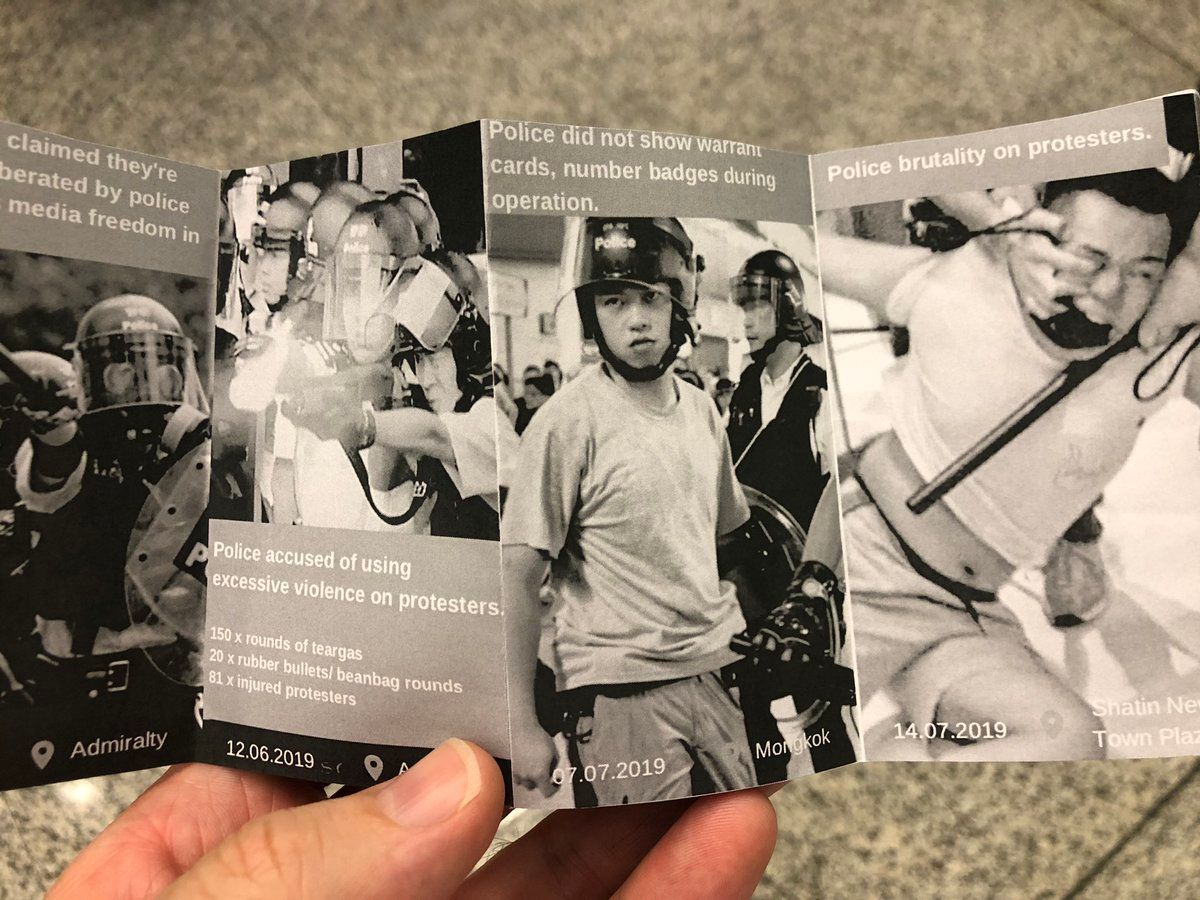 claimed they're
berated by police
media freedom in
Police
Admiralty
Police accused of using
excessive violence on protesters.
150 x rounds of teargas
20 x rubber bullets/ beanbag rounds
81 x injured protesters
12.06.2019
A
Police did not show warrant
cards, number badges during
operation.
Police
07.07.2019
Mongkok
Police brutality on protesters.
14.07.2019
Shatin New
Town Plaz